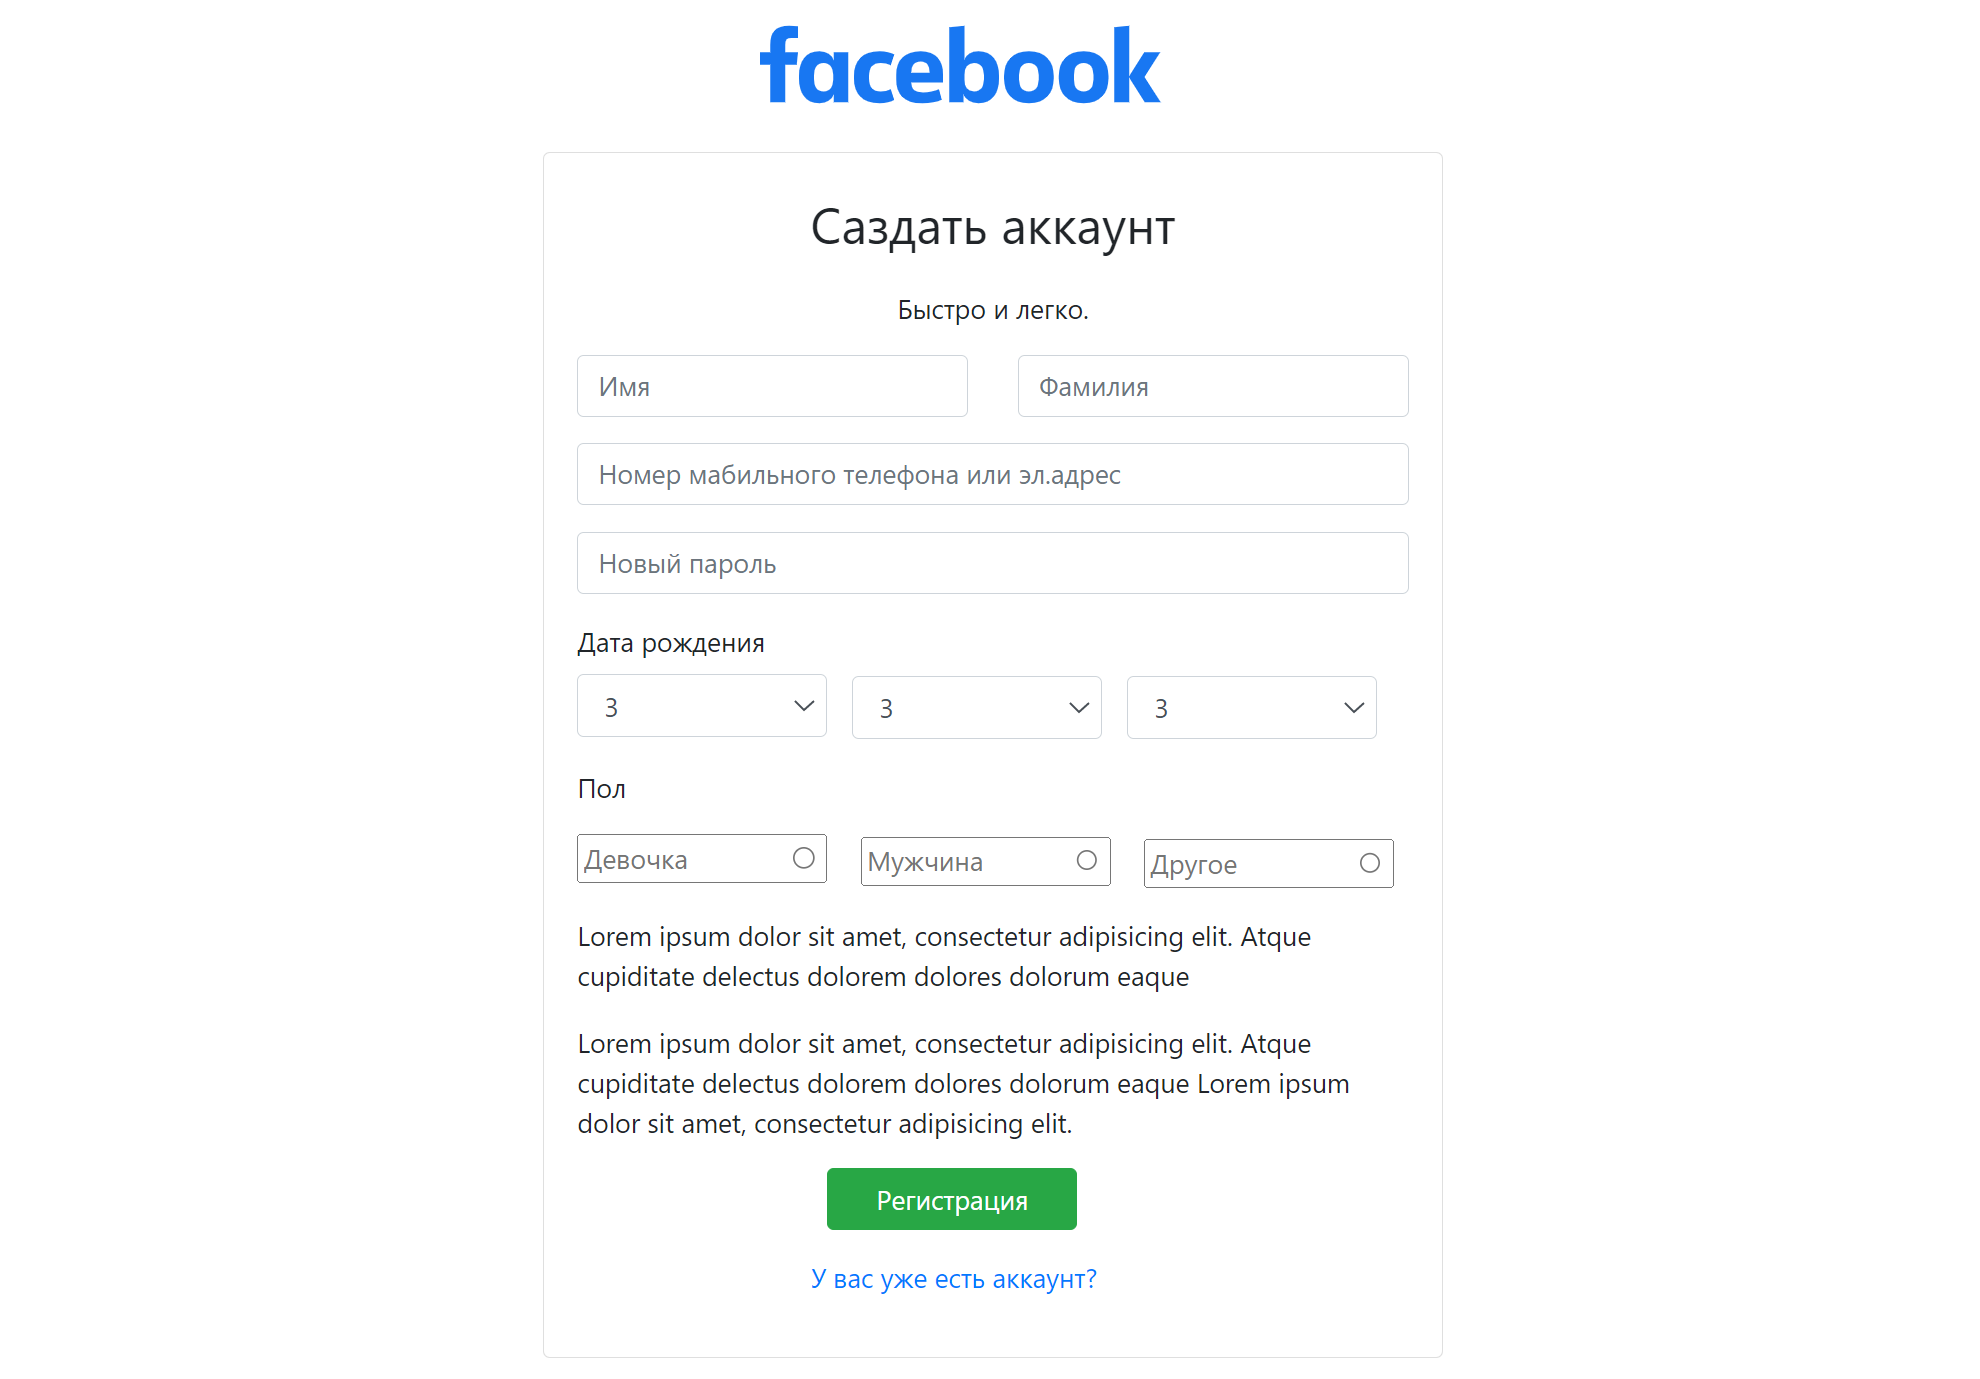 facebook
Саздать аккаунт
Быстро и легко.
Имя Фамилия
Номер мабильного телефона или эл.адрес
Новый пароль
Дата рождения
3 3 3
Пол
Девочка Мужчина Другое
Lorem ipsum dolor sit amet, consectetur adipisicing elit. Atque
cupiditate delectus dolorem dolores dolorum eaque
Lorem ipsum dolor sit amet, consectetur adipisicing elit. Atque
cupiditate delectus dolorem dolores dolorum eaque Lorem ipsum
dolor sit amet, consectetur adipisicing elit.
Регистрация
У вас уже есть аккаунт?